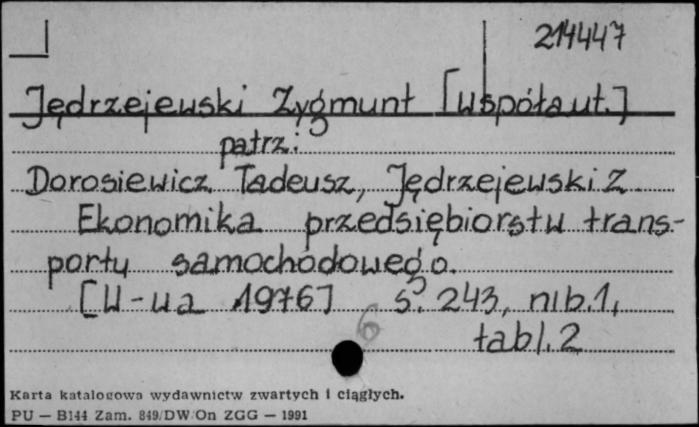 214447
Jędrzejewski Zygmunt [współaut.]
patrz:
Dorosiewicz Tadeusz, Jędrzejewski Z
Ekonomika przedsiębiorstw trans-
portu samochodowego.
[W-wa 1976] s. 243, nlb.1,
6
tabl. 2
Karta katalogowa wydawnictw zwartych i ciągłych.
PU — B144 Zam. 849/DW/On ZGG — 1991